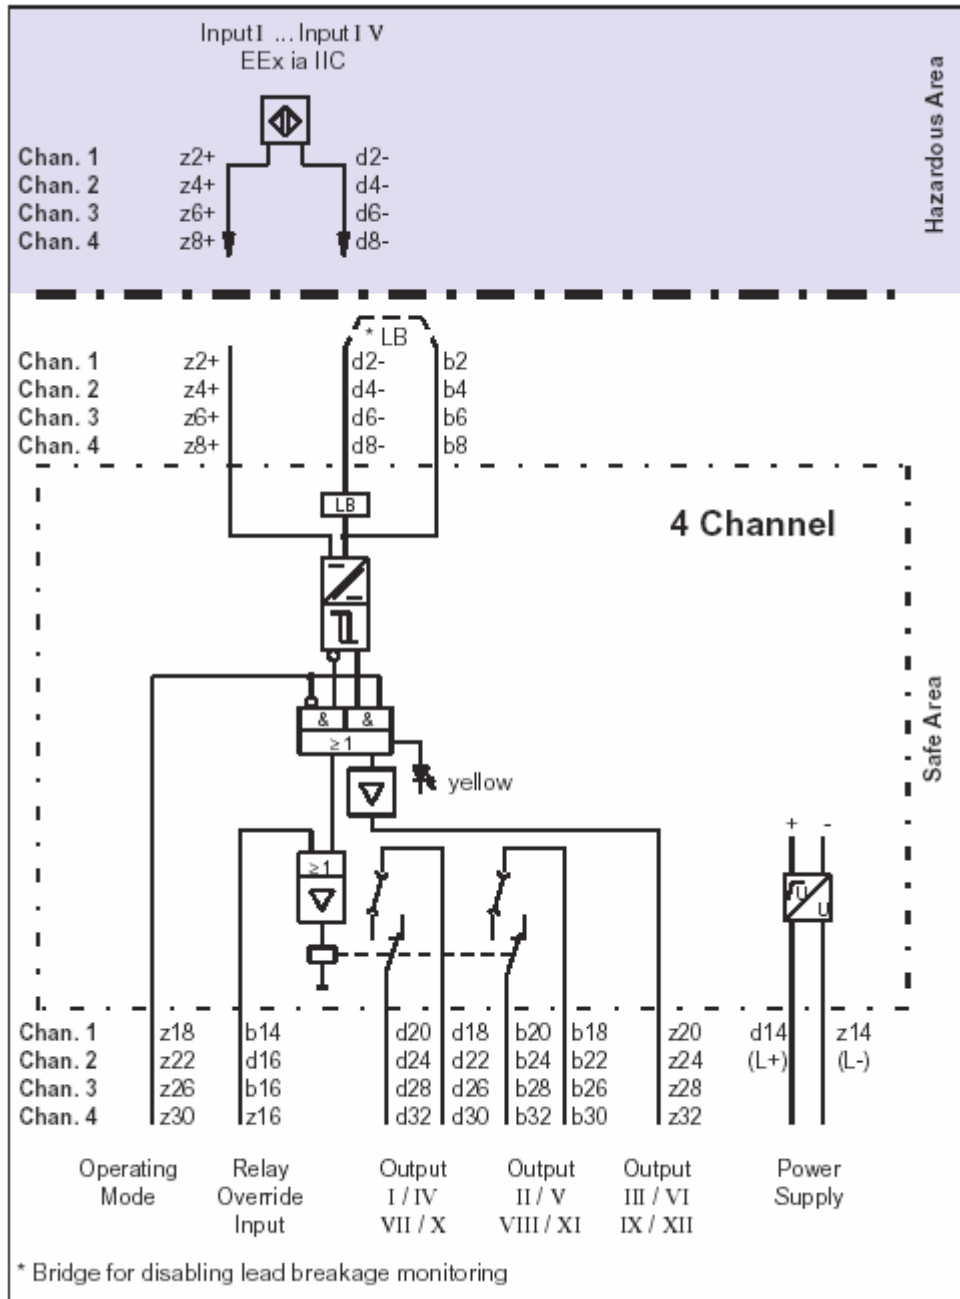 Input I ... Input I V
EEx ia IIC
Hazardous Area
Chan. 1 z2+ d2-
Chan. 2 z4+ d4-
Chan. 3 z6+ d6-
Chan. 4 z8+ d8-
* LB
Chan. 1 z2+ d2- b2
Chan. 2 z4+ d4- b4
Chan. 3 z6+ d6- b6
Chan. 4 z8+ d8- b8
LB
4 Channel
Safe Area
& &
≥1
yellow
+ -
≥1
U
U
Chan. 1 z18 b14 d20 d18 b20 b18 z20 d14 z14
Chan. 2 z22 d16 d24 d22 b24 b22 z24 (L+) (L-)
Chan. 3 z26 b16 d28 d26 b28 b26 z28
Chan. 4 z30 z16 d32 d30 b32 b30 z32
Operating Relay Output Output Output Power
Mode Override I / IV II / V III / VI Supply
Input VII / X VIII / XI IX / XII
* Bridge for disabling lead breakage monitoring